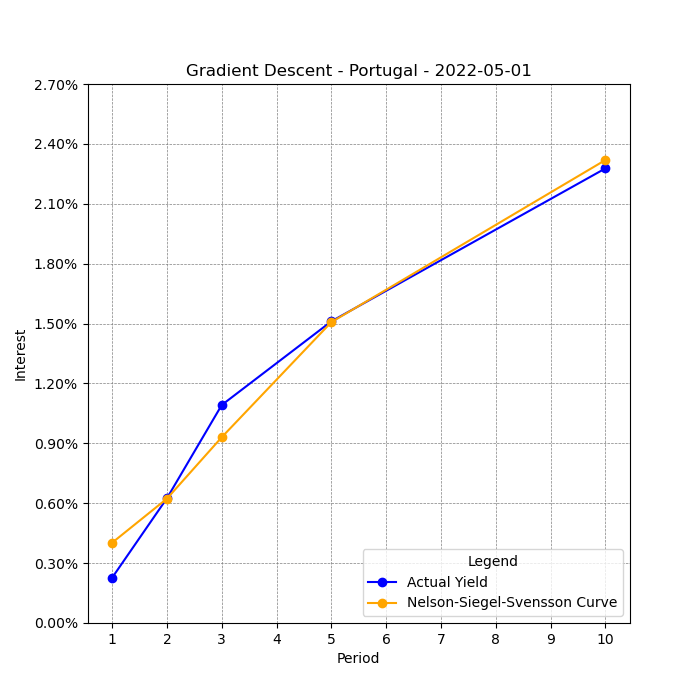 Gradient Descent - Portugal - 2022-05-01
2.70%
2.40%
2.10%
1.80%
1.50%
1.20%
0.90%
0.60%
0.30%
0.00%
Interest
Legend
Actual Yield
Nelson-Siegel-Svensson Curve
1 2 3 4 5 6 7 8 9 10
Period